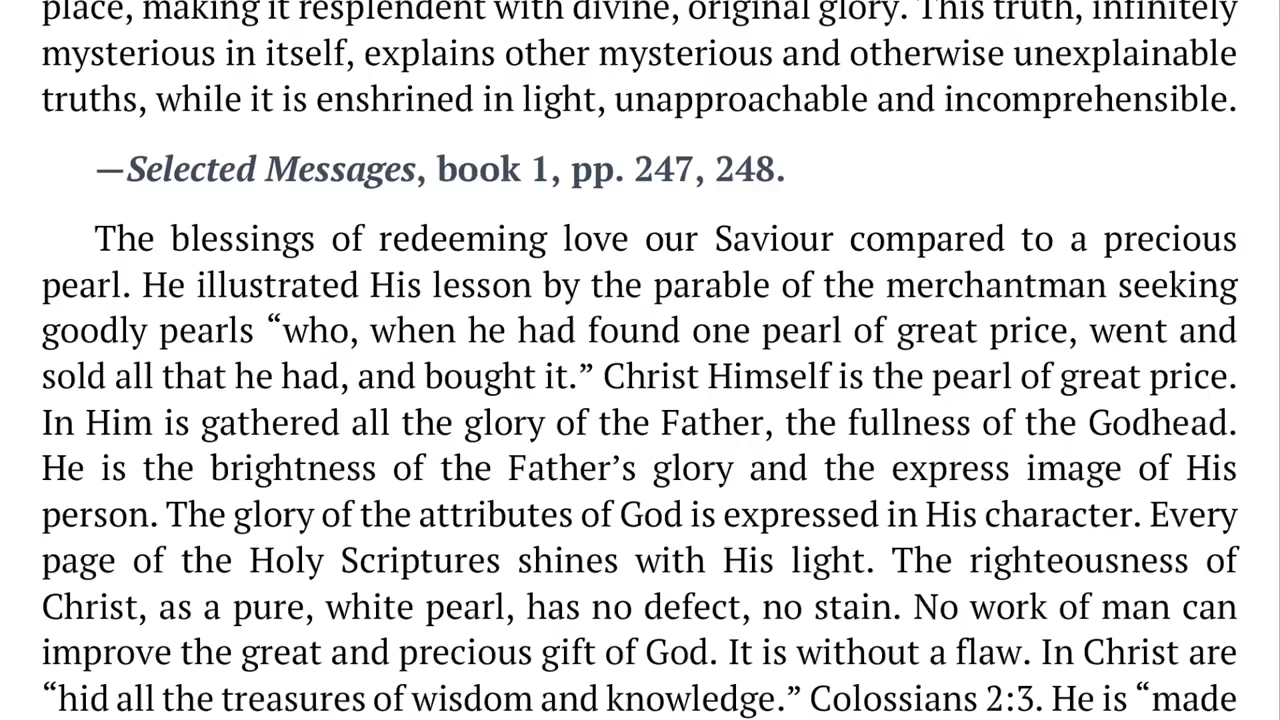 place, making it resplendent with divine, original glory. This truth, infinitely
mysterious in itself, explains other mysterious and otherwise unexplainable
truths, while it is enshrined in light, unapproachable and incomprehensible.
—Selected Messages, book 1, pp. 247, 248.
The blessings of redeeming love our Saviour compared to a precious
pearl. He illustrated His lesson by the parable of the merchantman seeking
goodly pearls “who, when he had found one pearl of great price, went and
sold all that he had, and bought it.” Christ Himself is the pearl of great price.
In Him is gathered all the glory of the Father, the fullness of the Godhead.
He is the brightness of the Father’s glory and the express image of His
person. The glory of the attributes of God is expressed in His character. Every
page of the Holy Scriptures shines with His light. The righteousness of
Christ, as a pure, white pearl, has no defect, no stain. No work of man can
improve the great and precious gift of God. It is without a flaw. In Christ are
“hid all the treasures of wisdom and knowledge.” Colossians 2:3. He is “made